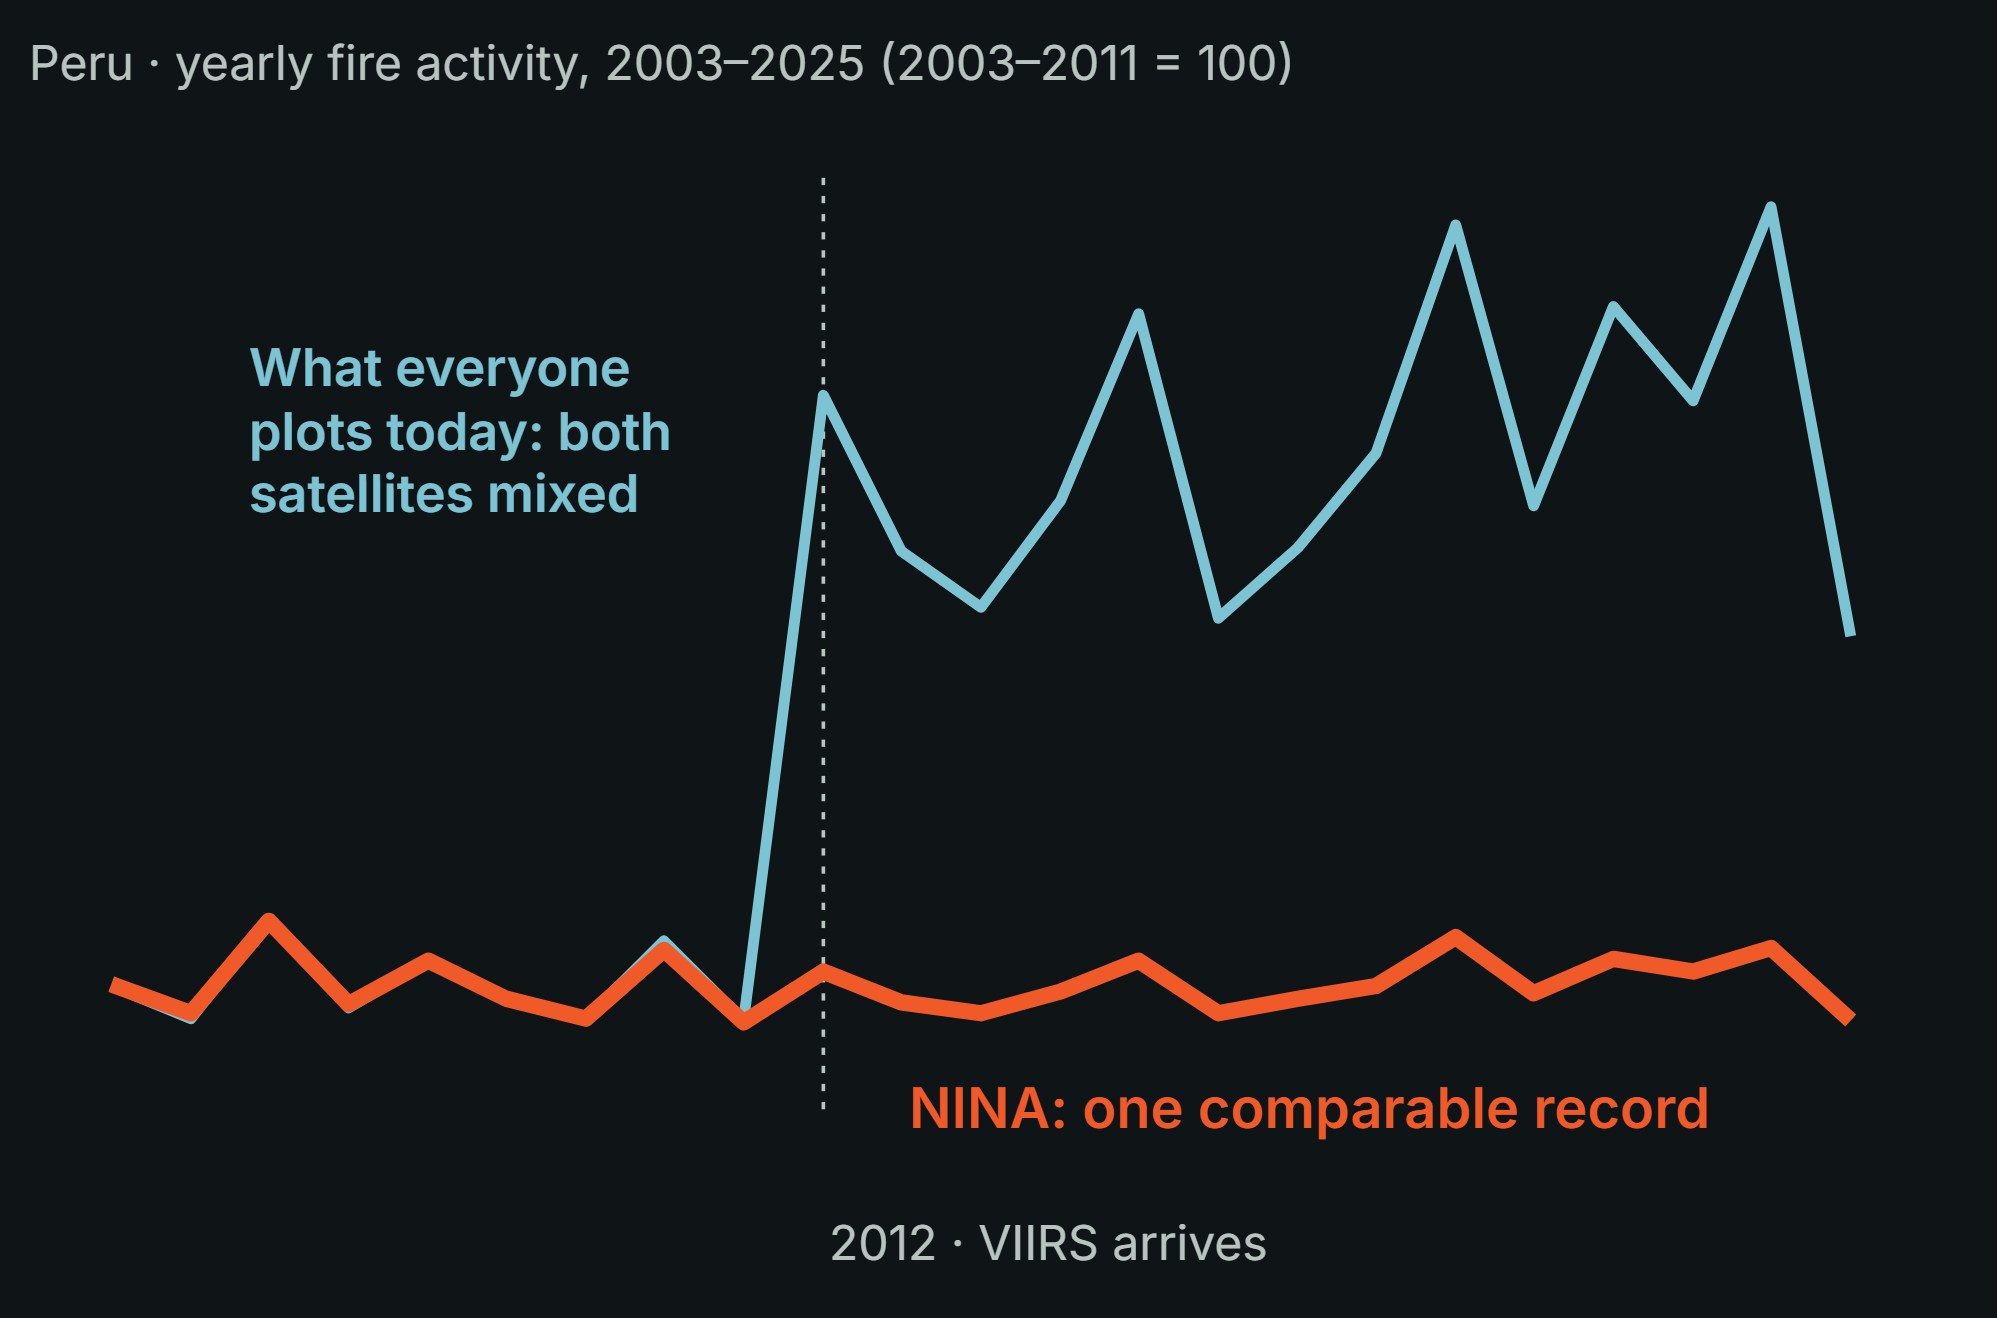 Peru · yearly fire activity, 2003–2025 (2003–2011 = 100)
What everyone
plots today: both
satellites mixed
NINA: one comparable record
2012 · VIIRS arrives